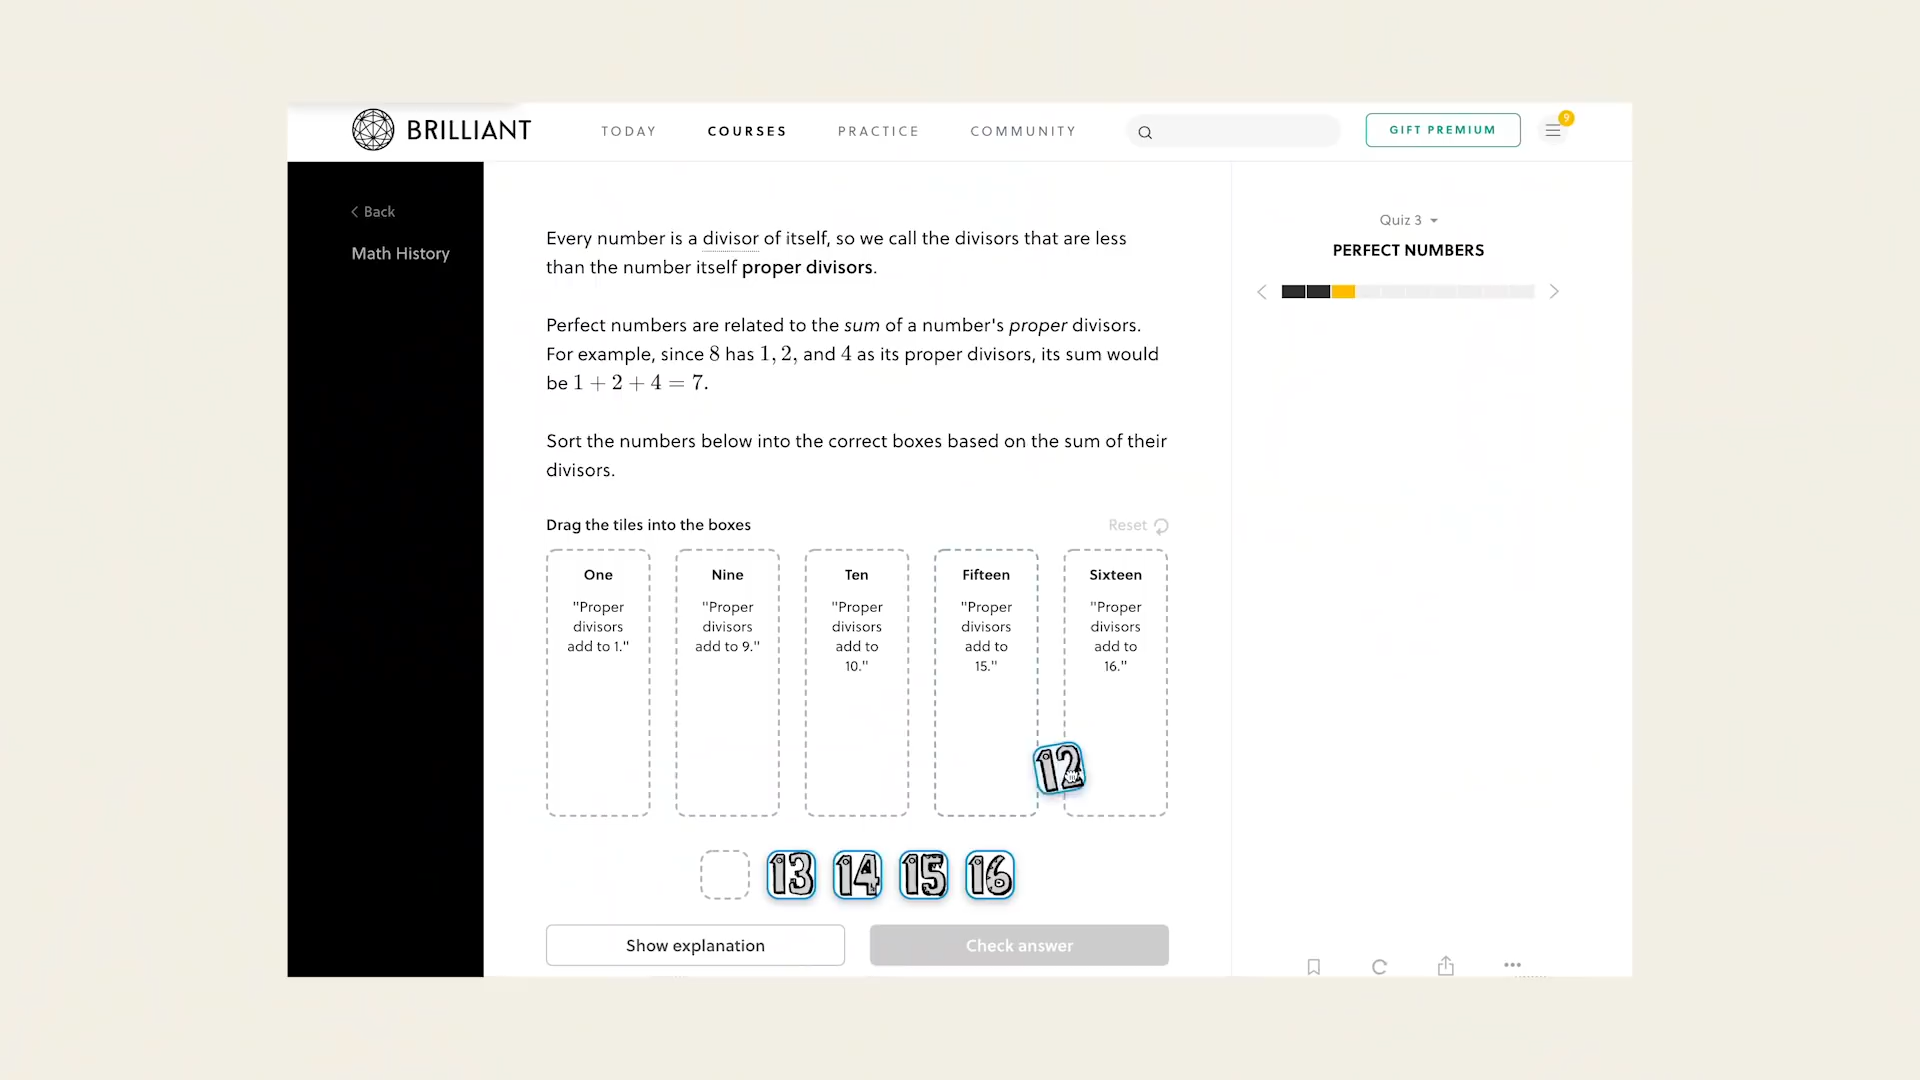 BRILLIANT
TODAY
COURSES
PRACTICE
COMMUNITY
GIFT PREMIUM
9
Back
Math History
Every number is a divisor of itself, so we call the divisors that are less
than the number itself proper divisors.
Perfect numbers are related to the sum of a number's proper divisors.
For example, since 8 has 1, 2, and 4 as its proper divisors, its sum would
be 1 + 2 + 4 = 7.
Sort the numbers below into the correct boxes based on the sum of their
divisors.
Drag the tiles into the boxes
Reset
One
"Proper
divisors
add to 1."
Nine
"Proper
divisors
add to 9."
Ten
"Proper
divisors
add to
10."
Fifteen
"Proper
divisors
add to
15."
Sixteen
"Proper
divisors
add to
16."
12
13
14
15
16
Show explanation
Check answer
Quiz 3
PERFECT NUMBERS